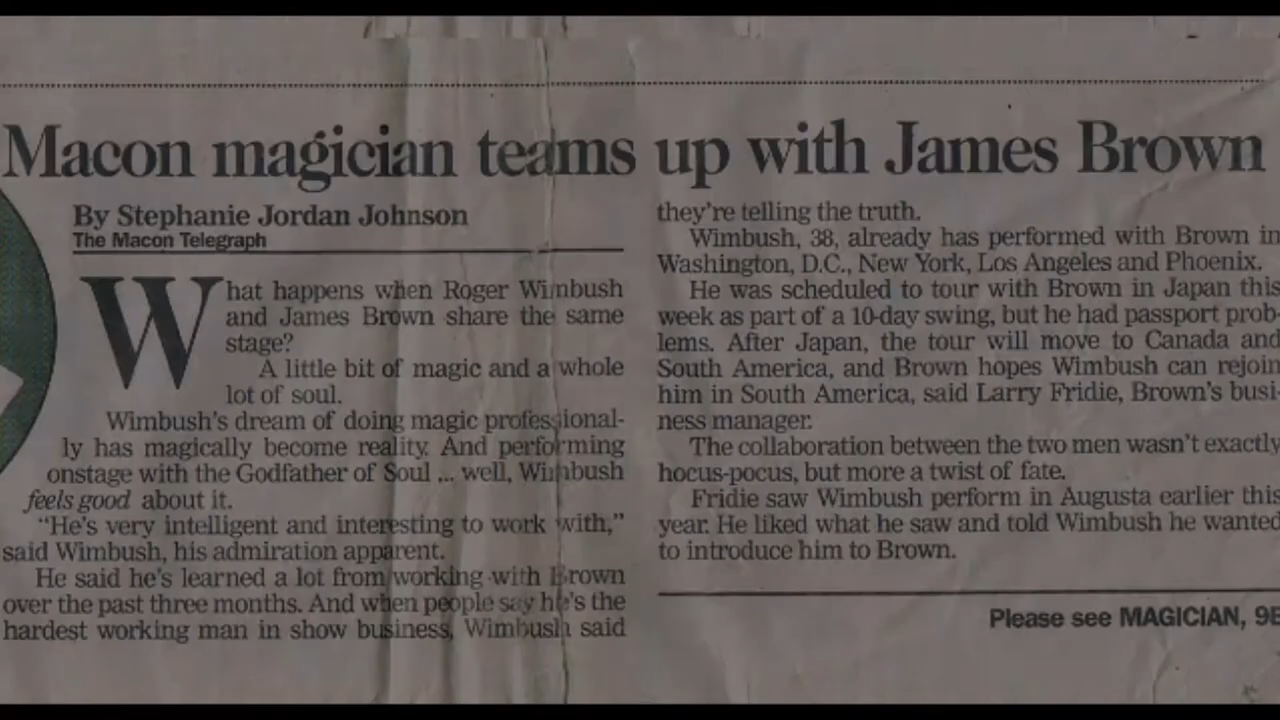 Macon magician teams up with James Brown
By Stephanie Jordan Johnson
The Macon Telegraph
What happens when Roger Wimbush
and James Brown share the same
stage?
A little bit of magic and a whole
lot of soul.
Wimbush's dream of doing magic professional-
ly has magically become reality. And performing
onstage with the Godfather of Soul ... well, Wimbush
feels good about it.
"He's very intelligent and interesting to work with,"
said Wimbush, his admiration apparent.
He said he's learned a lot from working with Brown
over the past three months. And when people say he's the
hardest working man in show business, Wimbush said
they're telling the truth.
Wimbush, 38, already has performed with Brown in
Washington, D.C., New York, Los Angeles and Phoenix.
He was scheduled to tour with Brown in Japan this
week as part of a 10-day swing, but he had passport prob-
lems. After Japan, the tour will move to Canada and
South America, and Brown hopes Wimbush can rejoin
him in South America, said Larry Fridie, Brown's busi-
ness manager.
The collaboration between the two men wasn't exactly
hocus-pocus, but more a twist of fate.
Fridie saw Wimbush perform in Augusta earlier this
year. He liked what he saw and told Wimbush he wanted
to introduce him to Brown.
Please see MAGICIAN, 9E